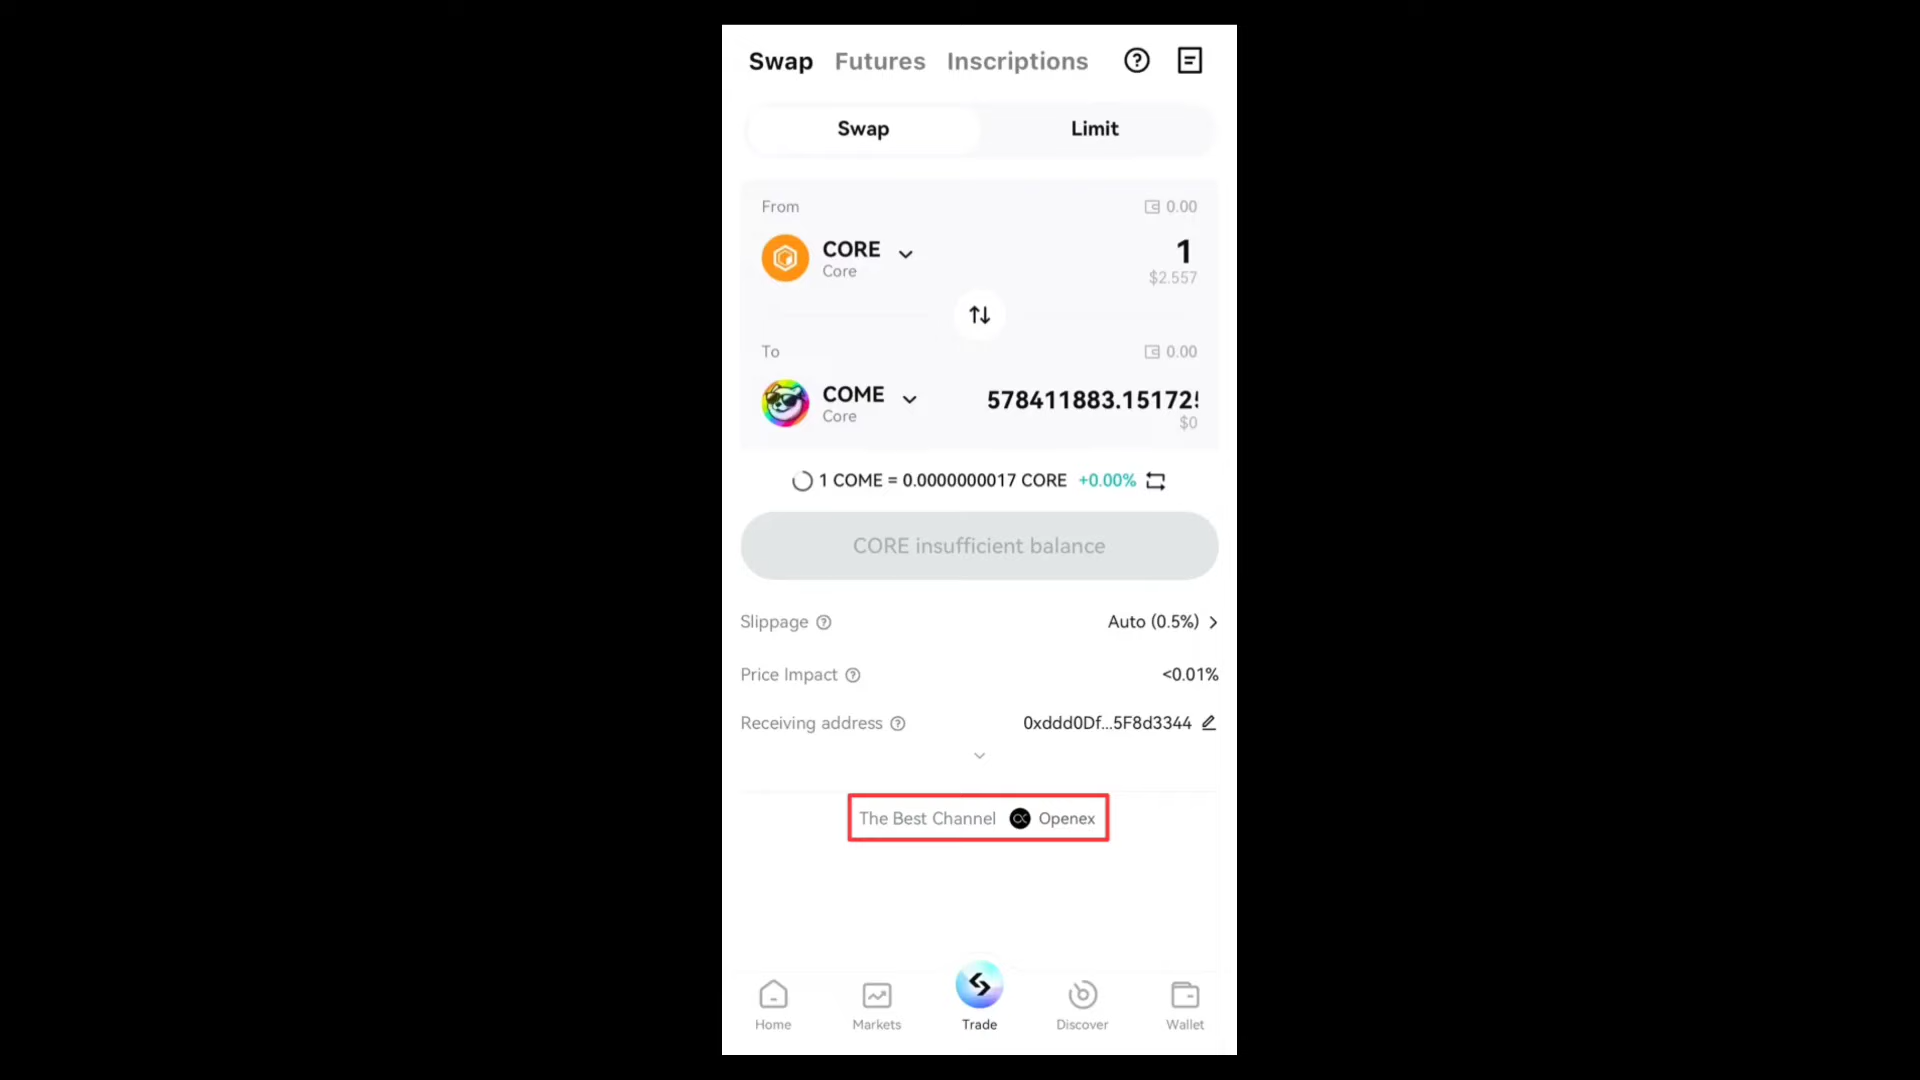 Swap Futures Inscriptions
Swap Limit
From 0.00
CORE 1
Core $2.557
To 0.00
COME 578411883.15172
Core $0
1 COME = 0.0000000017 CORE +0.00%
CORE insufficient balance
Slippage Auto (0.5%)
Price Impact <0.01%
Receiving address 0xddd0Df...5F8d3344
The Best Channel Openex
Home Markets Trade Discover Wallet